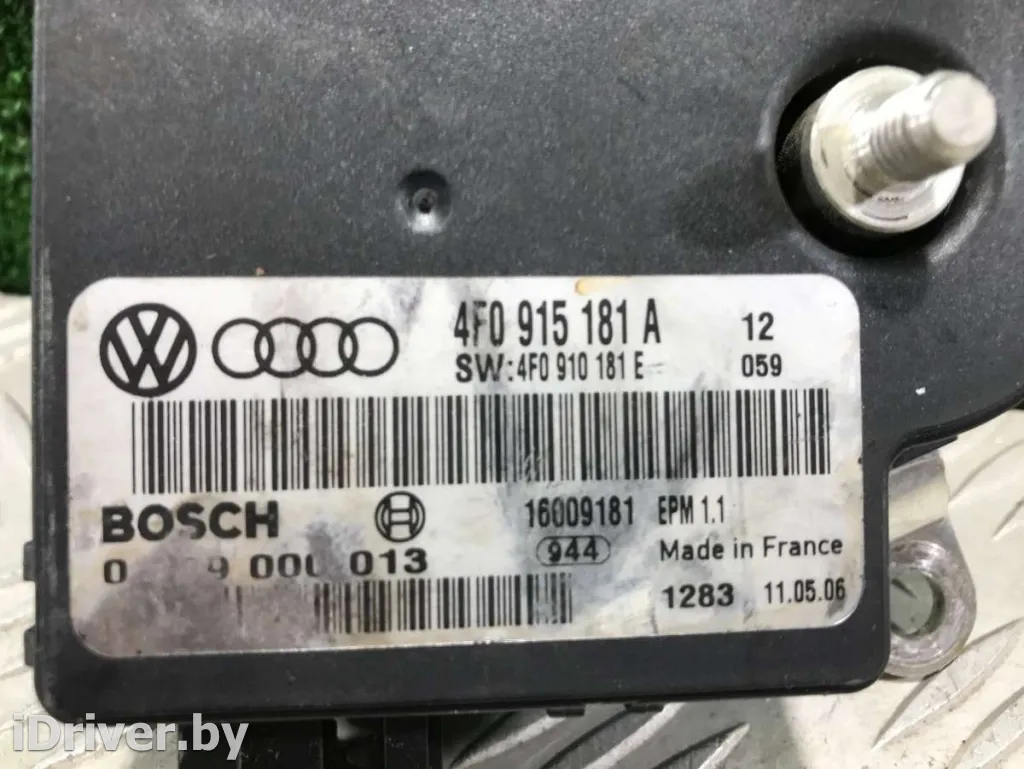 4F0 915 181 A 12
SW:4F0 910 181 E 059
BOSCH 16009181 EPM 1.1
013 944 Made in France
1283 11.05.06
iDriver.by